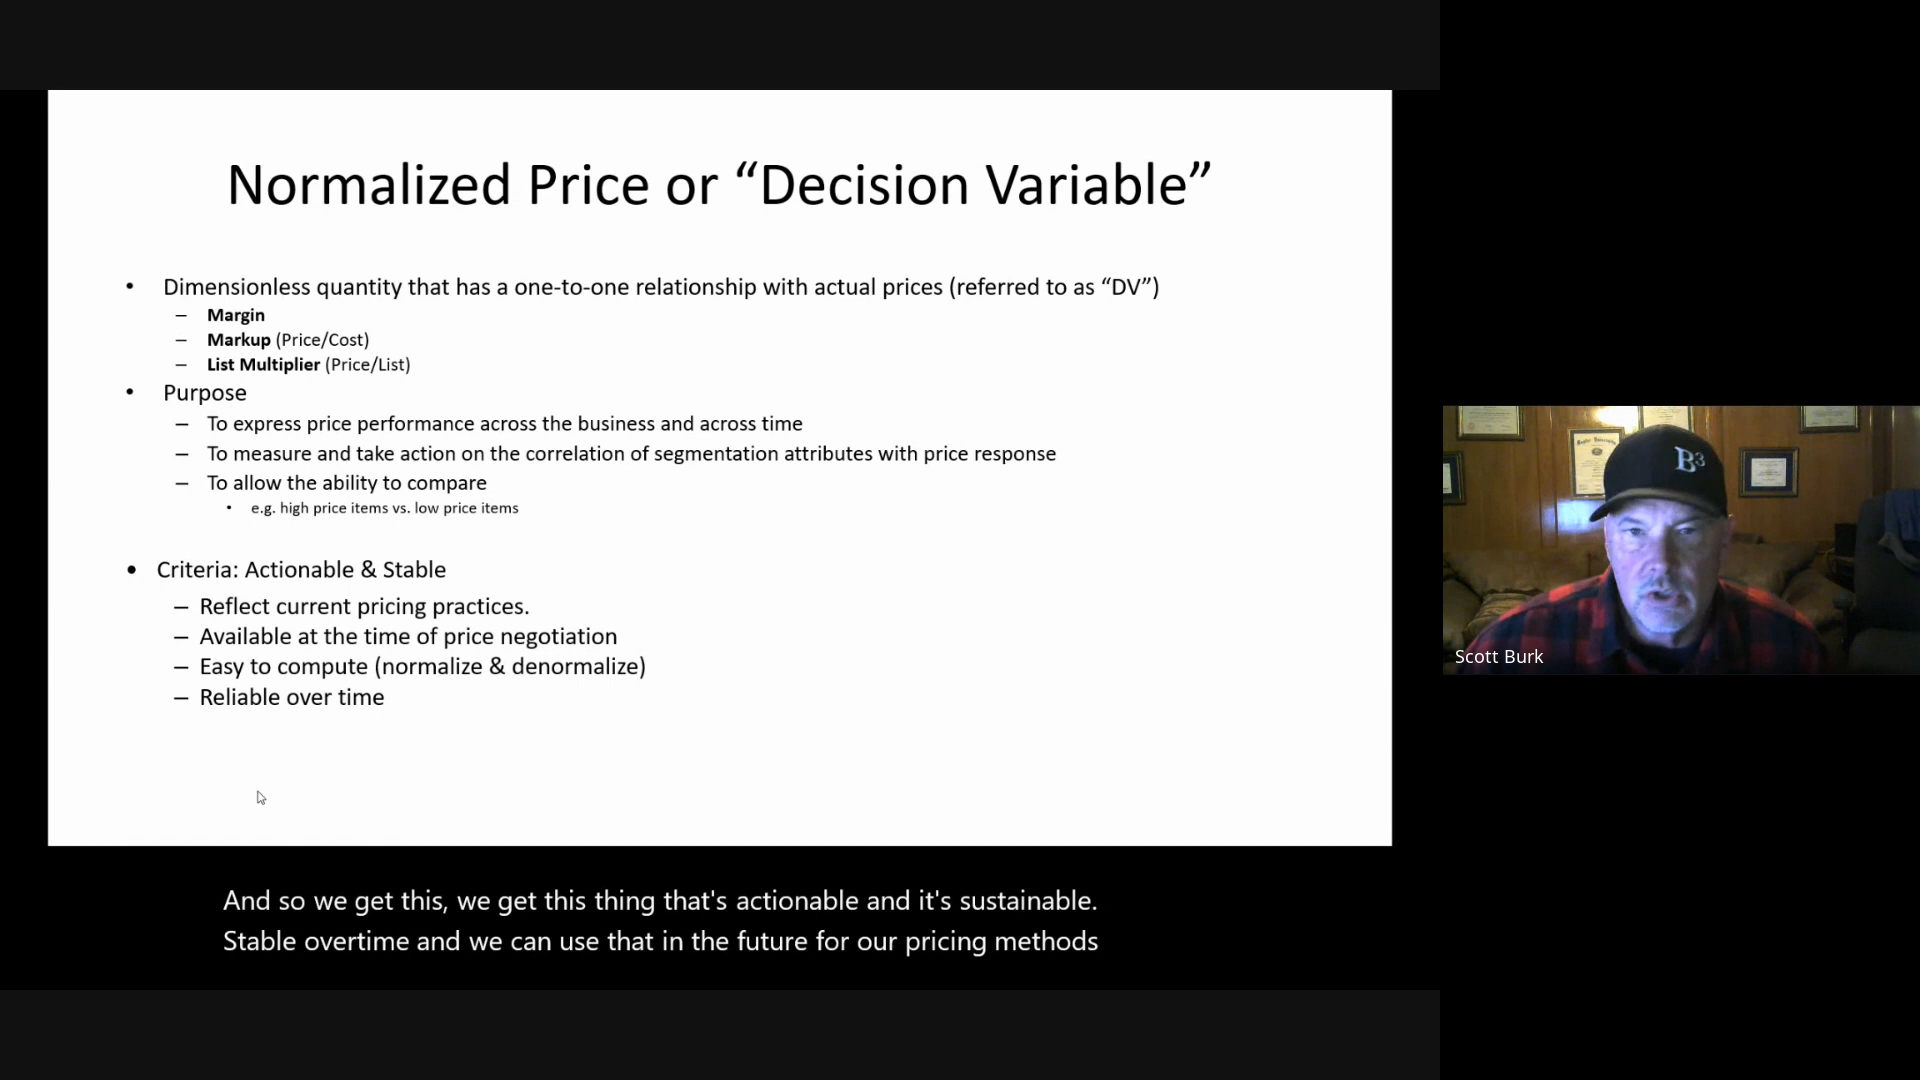 Normalized Price or “Decision Variable”
• Dimensionless quantity that has a one-to-one relationship with actual prices (referred to as “DV”)
– Margin
– Markup (Price/Cost)
– List Multiplier (Price/List)
• Purpose
– To express price performance across the business and across time
– To measure and take action on the correlation of segmentation attributes with price response
– To allow the ability to compare
• e.g. high price items vs. low price items
• Criteria: Actionable & Stable
– Reflect current pricing practices.
– Available at the time of price negotiation
– Easy to compute (normalize & denormalize)
– Reliable over time
B3
Scott Burk
And so we get this, we get this thing that's actionable and it's sustainable.
Stable overtime and we can use that in the future for our pricing methods